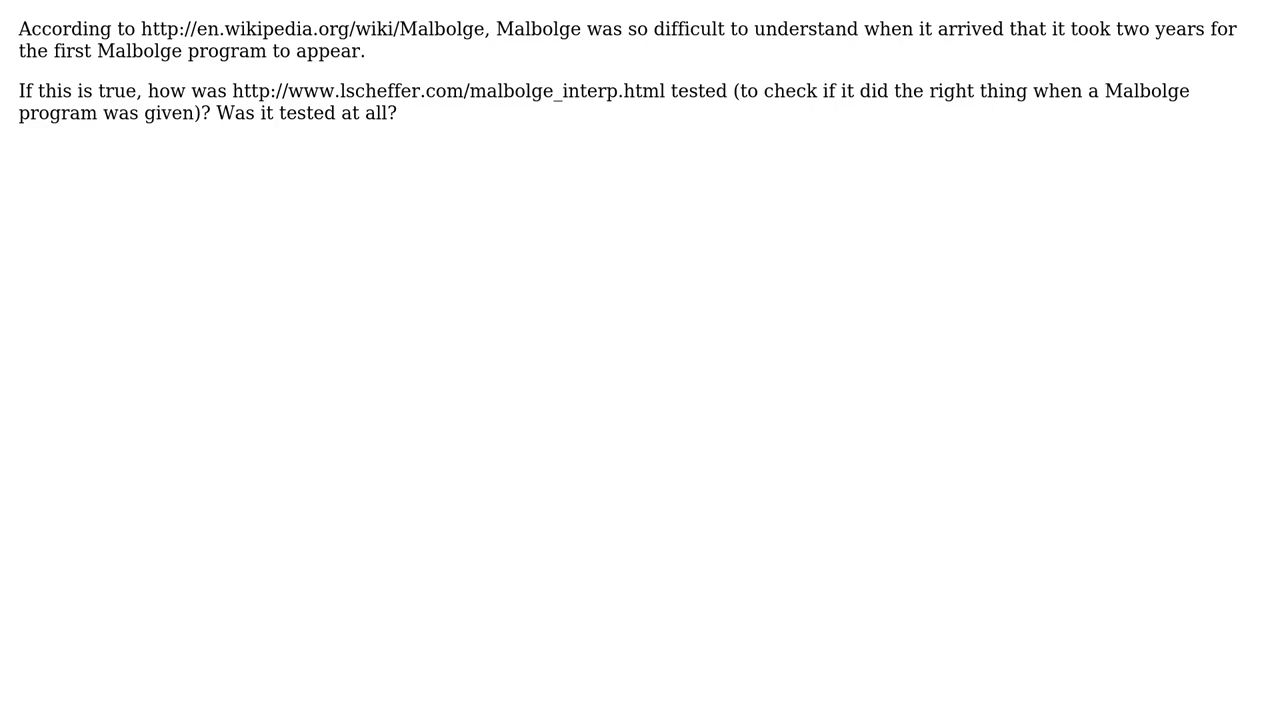 According to http://en.wikipedia.org/wiki/Malbolge, Malbolge was so difficult to understand when it arrived that it took two years for
the first Malbolge program to appear.
If this is true, how was http://www.lscheffer.com/malbolge_interp.html tested (to check if it did the right thing when a Malbolge
program was given)? Was it tested at all?